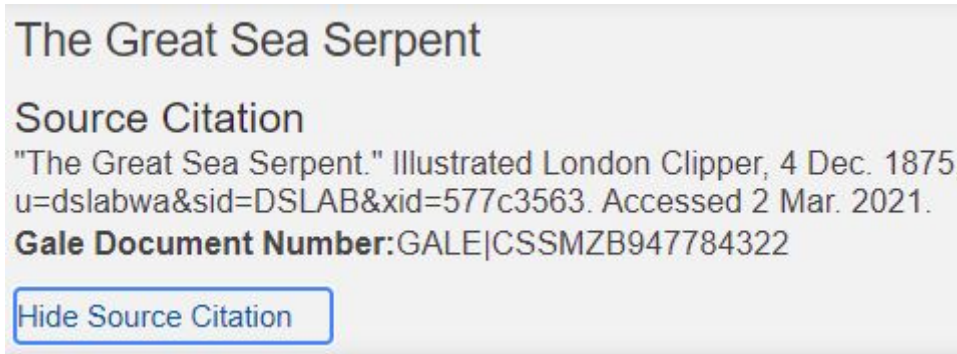 The Great Sea Serpent
Source Citation
"The Great Sea Serpent." Illustrated London Clipper, 4 Dec. 1875
u=dslabwa&sid=DSLAB&xid=577c3563. Accessed 2 Mar. 2021.
Gale Document Number:GALE|CSSMZB947784322
Hide Source Citation